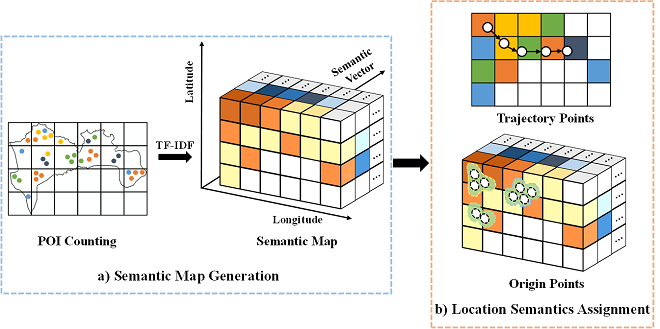 Latitude
Semantic
Vector
...
...
...
...
...
...
...
...
...
...
TF-IDF
Longitude
POI Counting
Semantic Map
a) Semantic Map Generation
Trajectory Points
...
...
...
...
...
...
...
...
...
...
Origin Points
b) Location Semantics Assignment